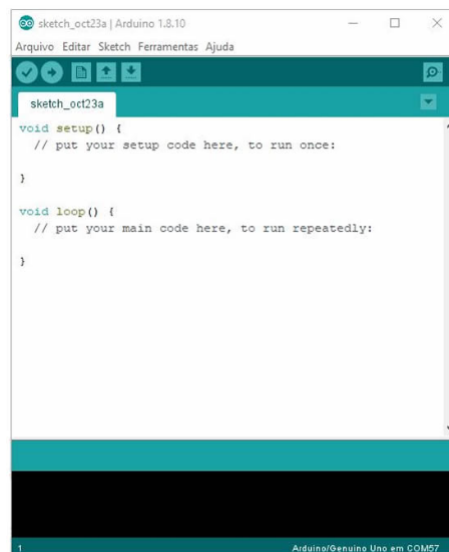 sketch_oct23a | Arduino 1.8.10
Arquivo Editar Sketch Ferramentas Ajuda
sketch_oct23a
void setup() {
  // put your setup code here, to run once:
}
void loop() {
  // put your main code here, to run repeatedly:
}
1 Arduino/Genuino Uno em COM57